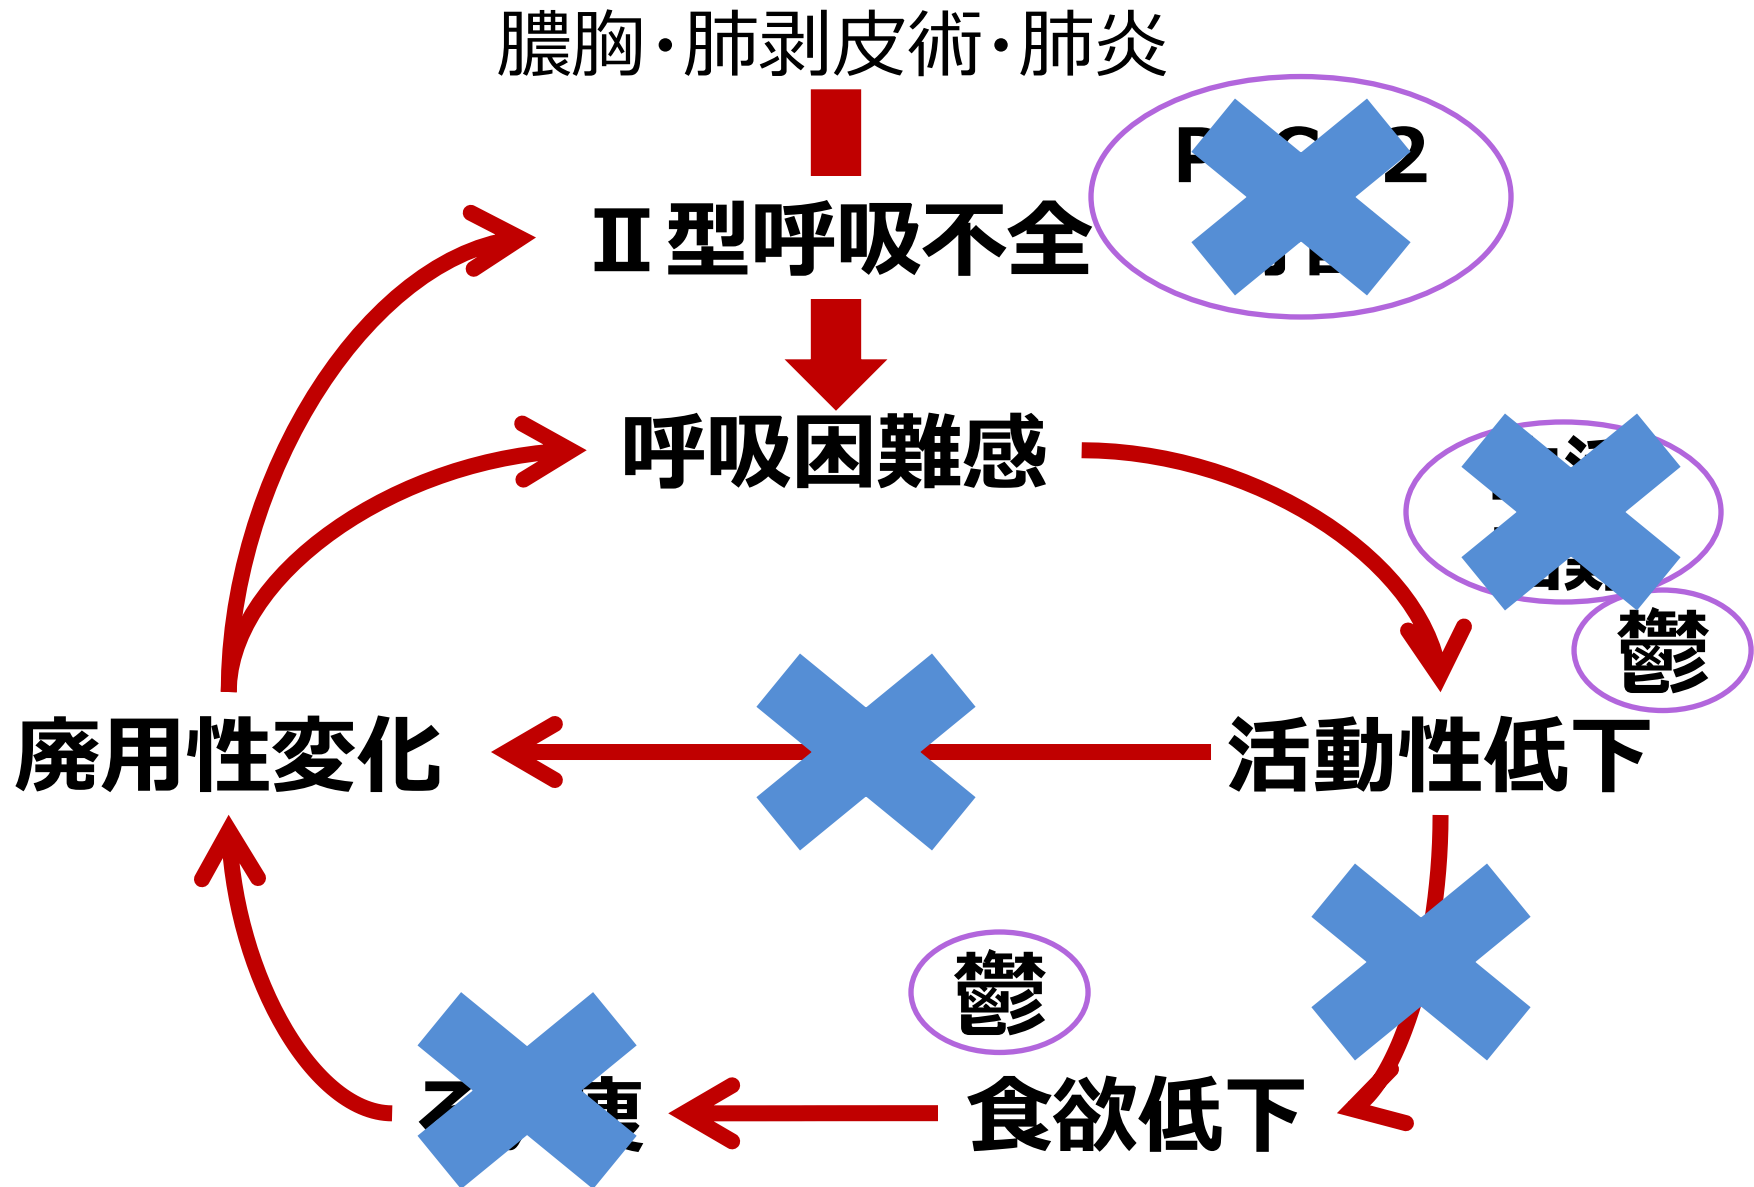 膿胸・肺剥皮術・肺炎
Ⅱ型呼吸不全
呼吸困難感
鬱
廃用性変化
活動性低下
鬱
食欲低下